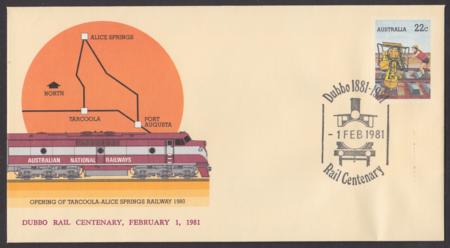 ALICE SPRINGS
NORTH
TARCOOLA
PORT
AUGUSTA
AUSTRALIAN NATIONAL RAILWAYS
OPENING OF TARCOOLA-ALICE SPRINGS RAILWAY 1980
DUBBO RAIL CENTENARY, FEBRUARY 1, 1981
AUSTRALIA 22c
Dubbo 1881-1981
- 1 FEB 1981
Rail Centenary